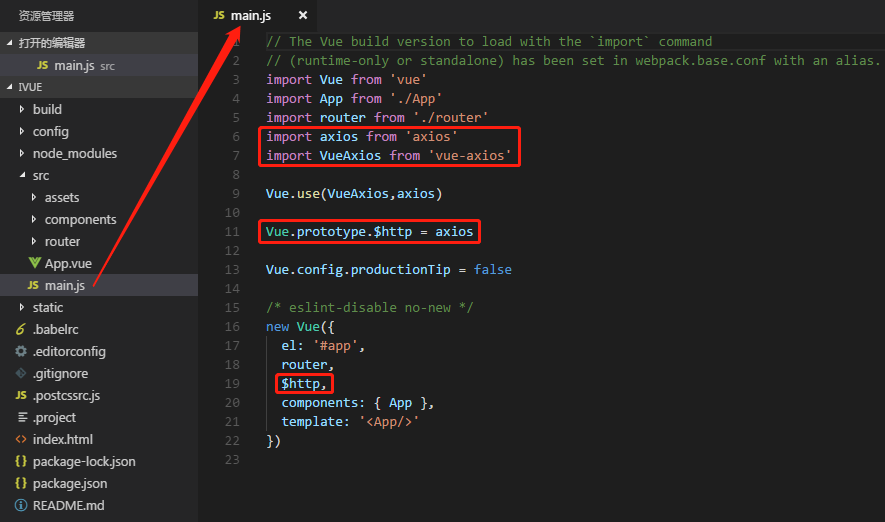 资源管理器
打开的编辑器
JS main.js src
IVUE
build
config
node_modules
src
assets
components
router
App.vue
JS main.js
static
.babelrc
.editorconfig
.gitignore
JS .postcssrc.js
.project
<> index.html
{} package-lock.json
{} package.json
README.md
JS main.js ×
1 // The Vue build version to load with the `import` command
2 // (runtime-only or standalone) has been set in webpack.base.conf with an alias.
3 import Vue from 'vue'
4 import App from './App'
5 import router from './router'
6 import axios from 'axios'
7 import VueAxios from 'vue-axios'
8
9 Vue.use(VueAxios,axios)
10
11 Vue.prototype.$http = axios
12
13 Vue.config.productionTip = false
14
15 /* eslint-disable no-new */
16 new Vue({
17 el: '#app',
18 router,
19 $http,
20 components: { App },
21 template: '<App/>'
22 })
23